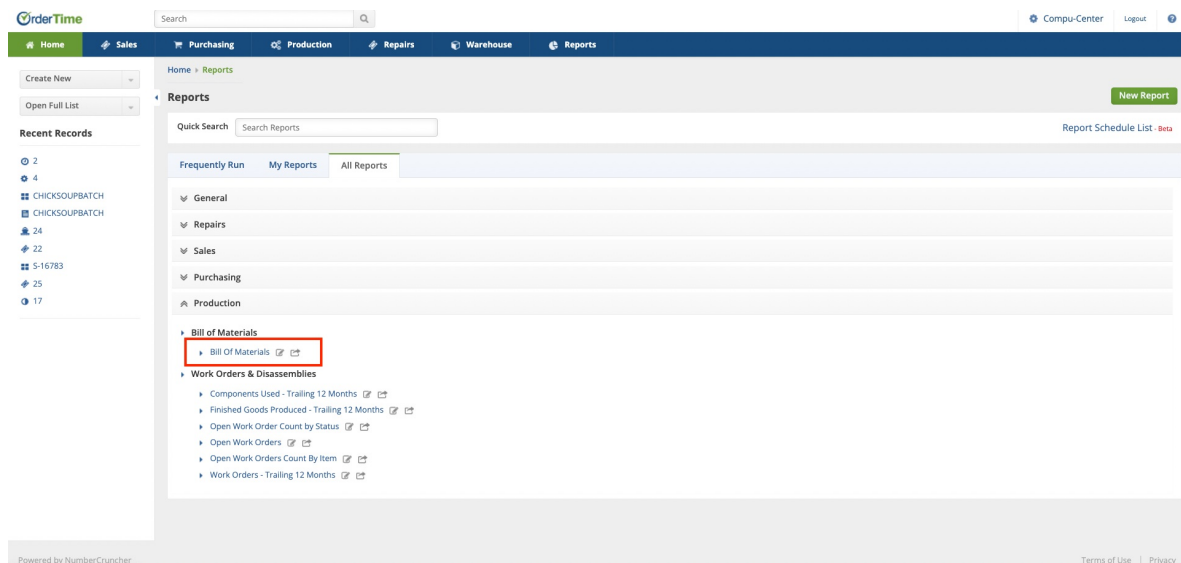 OrderTime
Search
Compu-Center Logout
Home Sales Purchasing Production Repairs Warehouse Reports
Create New
Open Full List
Recent Records
2
4
CHICKSOUPBATCH
CHICKSOUPBATCH
24
22
S-16783
25
17
Home Reports
Reports
New Report
Quick Search Search Reports
Report Schedule List - Beta
Frequently Run My Reports All Reports
General
Repairs
Sales
Purchasing
Production
Bill of Materials
Bill Of Materials
Work Orders & Disassemblies
Components Used - Trailing 12 Months
Finished Goods Produced - Trailing 12 Months
Open Work Order Count by Status
Open Work Orders
Open Work Orders Count By Item
Work Orders - Trailing 12 Months
Powered by NumberCruncher
Terms of Use | Privacy